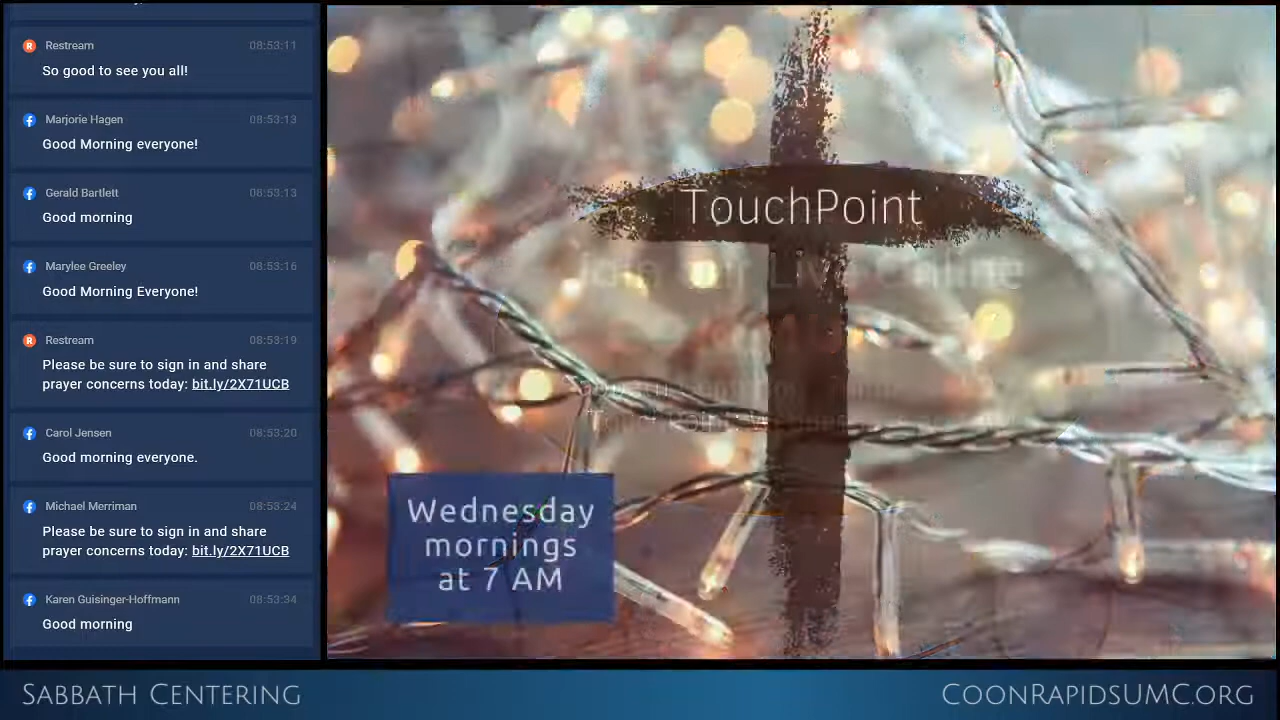 Restream 08:53:11
So good to see you all!
Marjorie Hagen 08:53:13
Good Morning everyone!
Gerald Bartlett 08:53:13
Good morning
Marylee Greeley 08:53:16
Good Morning Everyone!
Restream 08:53:19
Please be sure to sign in and share
prayer concerns today: bit.ly/2X71UCB
Carol Jensen 08:53:20
Good morning everyone.
Michael Merriman 08:53:24
Please be sure to sign in and share
prayer concerns today: bit.ly/2X71UCB
Karen Guisinger-Hoffmann 08:53:34
Good morning
TouchPoint
Join our Live Online
Wednesday
mornings
at 7 AM
Sabbath Centering
CoonRapidsUMC.org